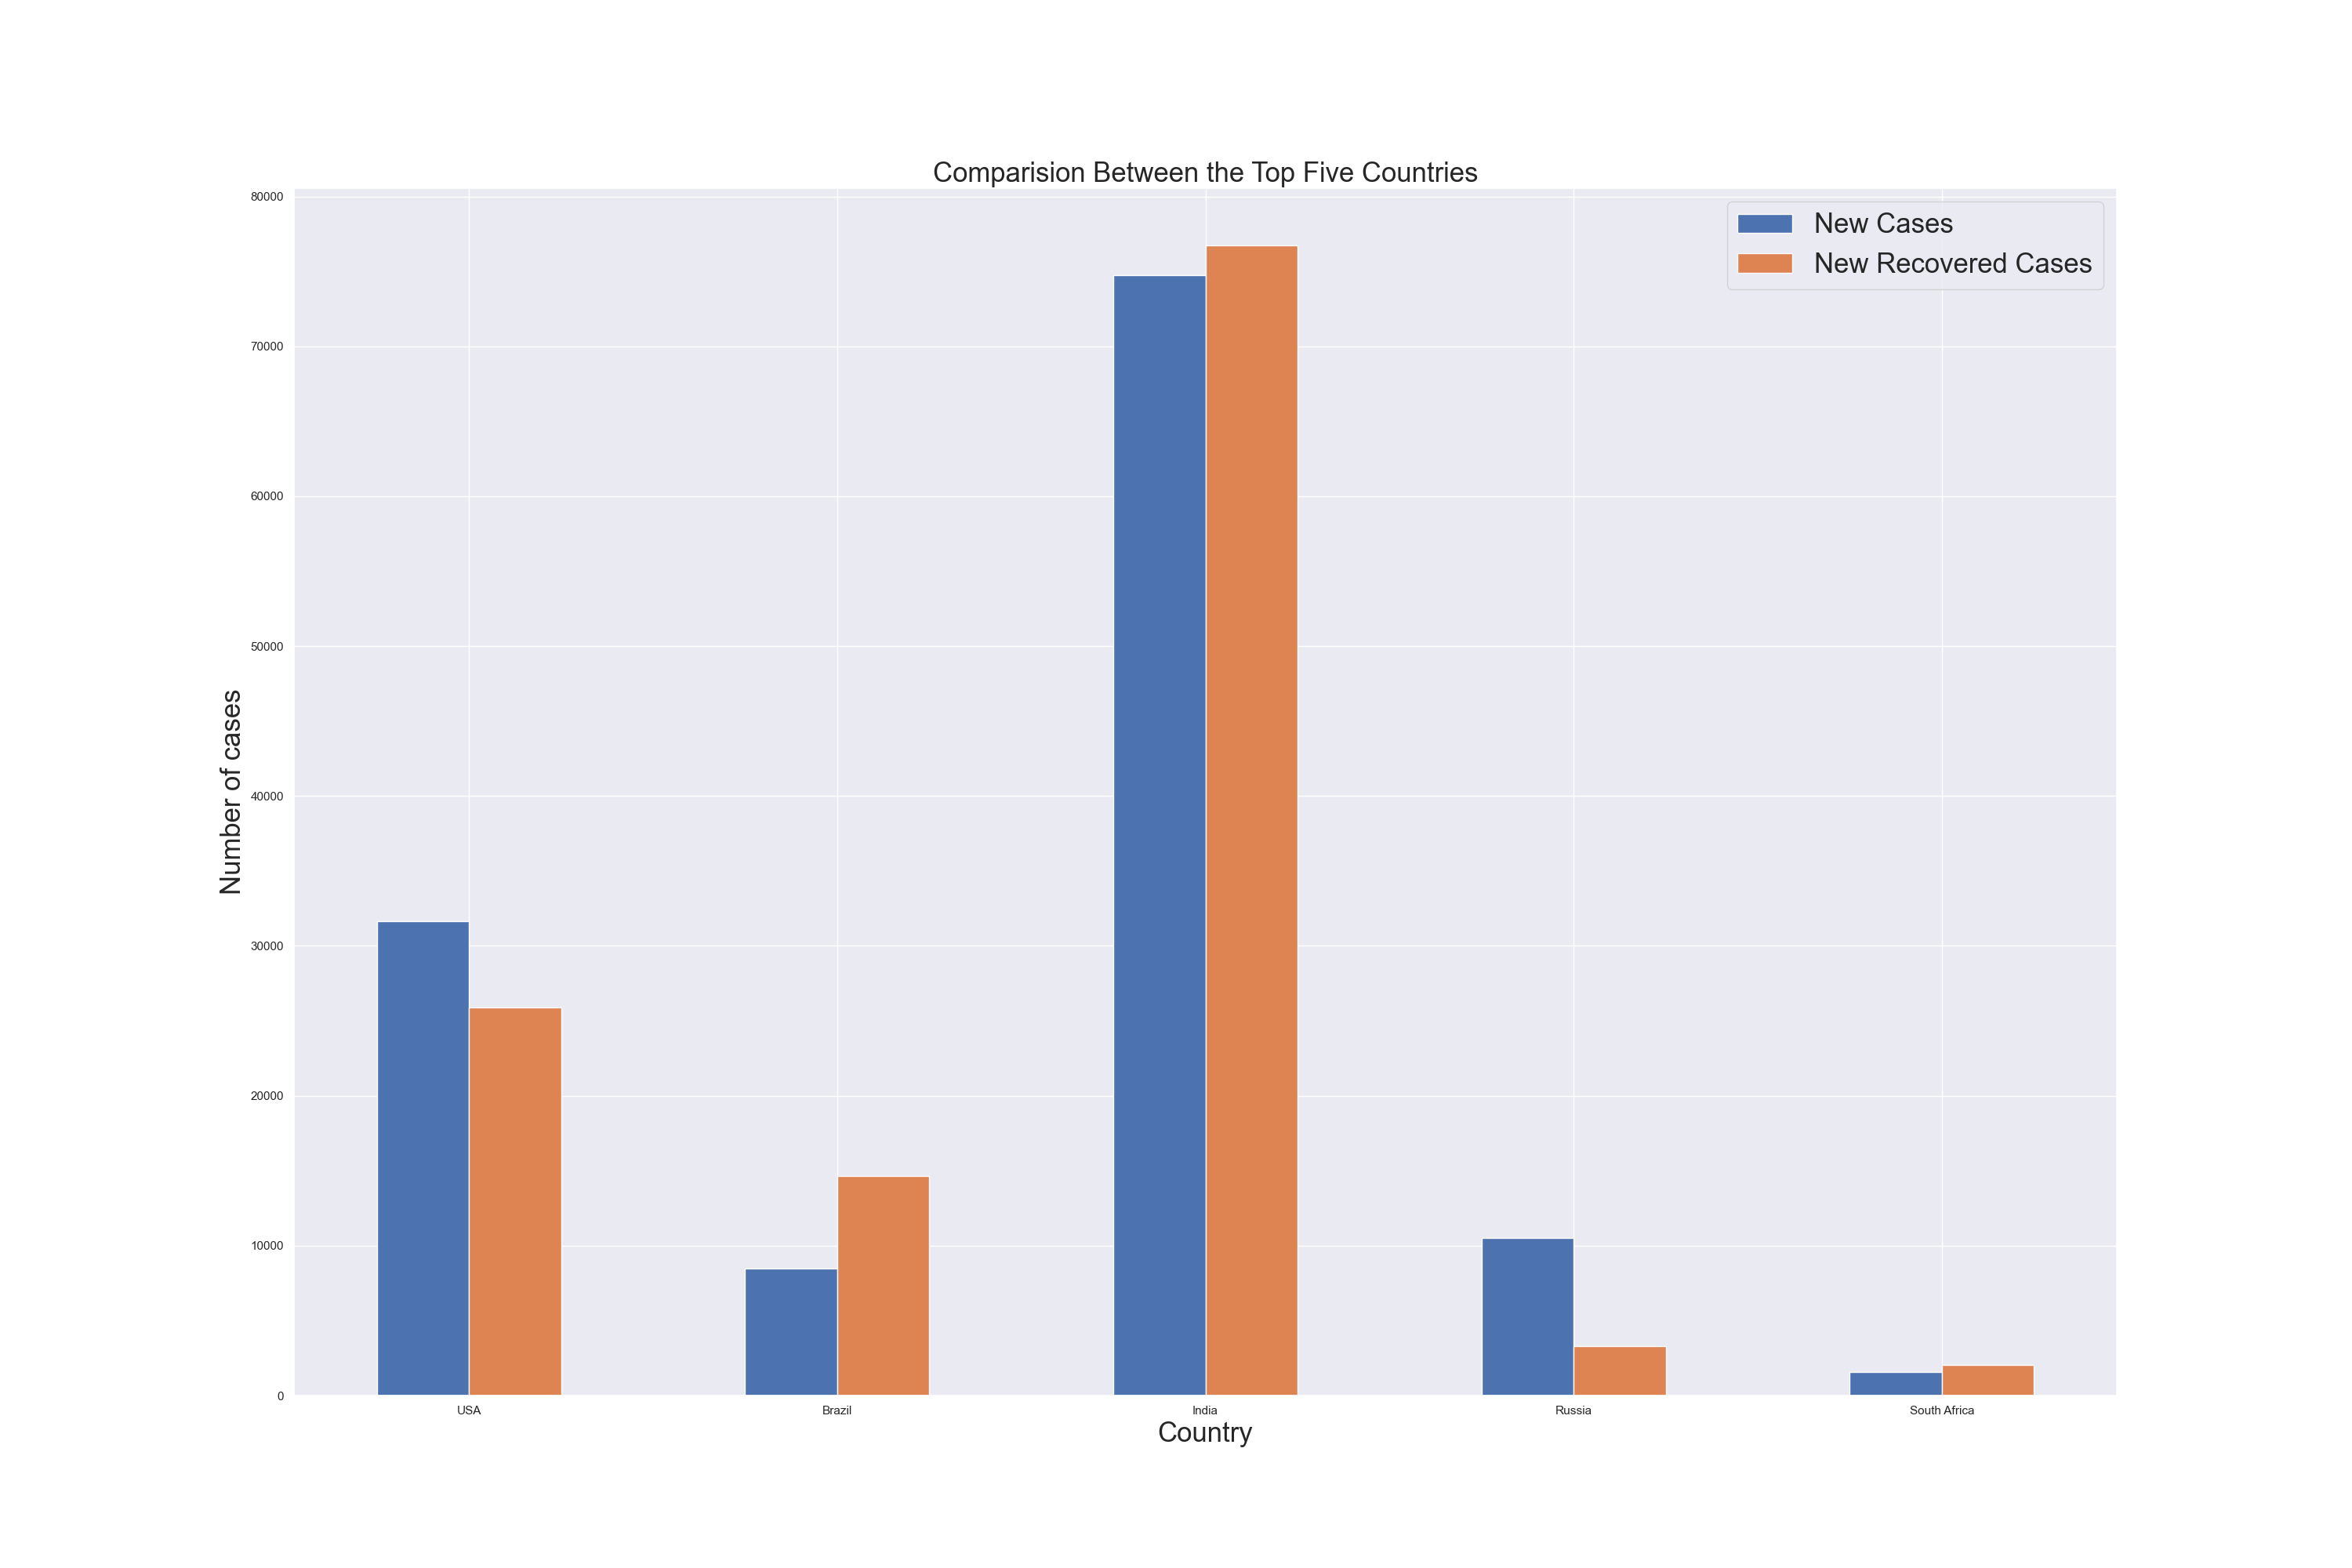 Comparision Between the Top Five Countries
New Cases
New Recovered Cases
Number of cases
80000
70000
60000
50000
40000
30000
20000
10000
0
USA Brazil India Russia South Africa
Country